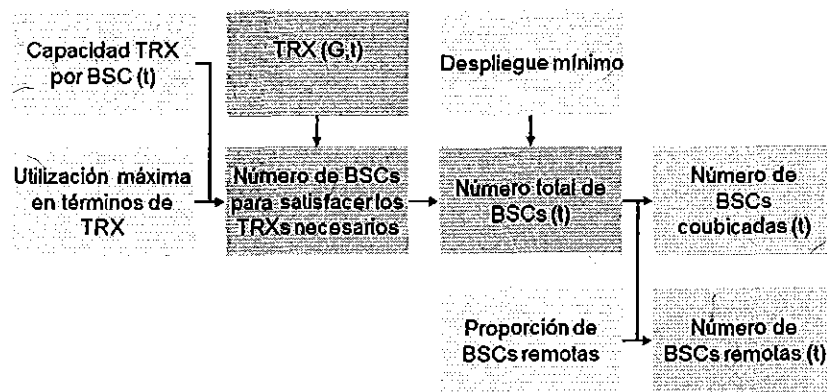 Capacidad TRX
por BSC (t)
TRX (G,t)
Despliegue mínimo
Utilización máxima
en términos de
TRX
Número de BSCs
para satisfacer los
TRXs necesarios
Número total de
BSCs (t)
Número de
BSCs
coubicadas (t)
Proporción de
BSCs remotas
Número de
BSCs remotas (t)